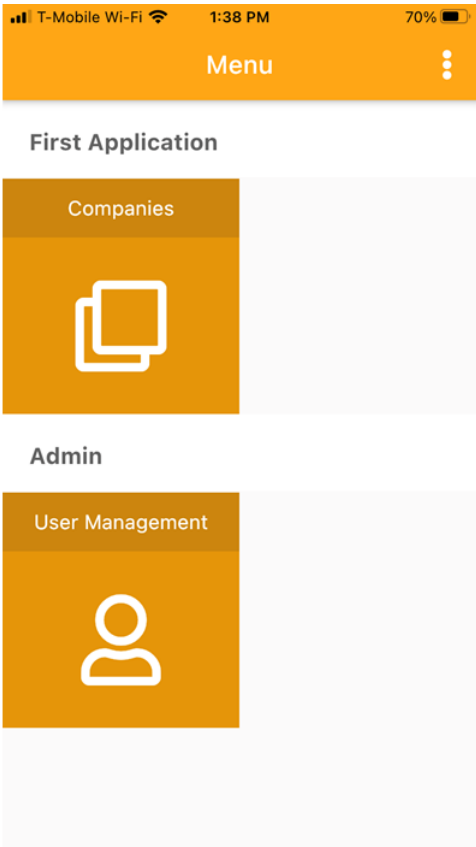 T-Mobile Wi-Fi 1:38 PM 70%
Menu
First Application
Companies
Admin
User Management